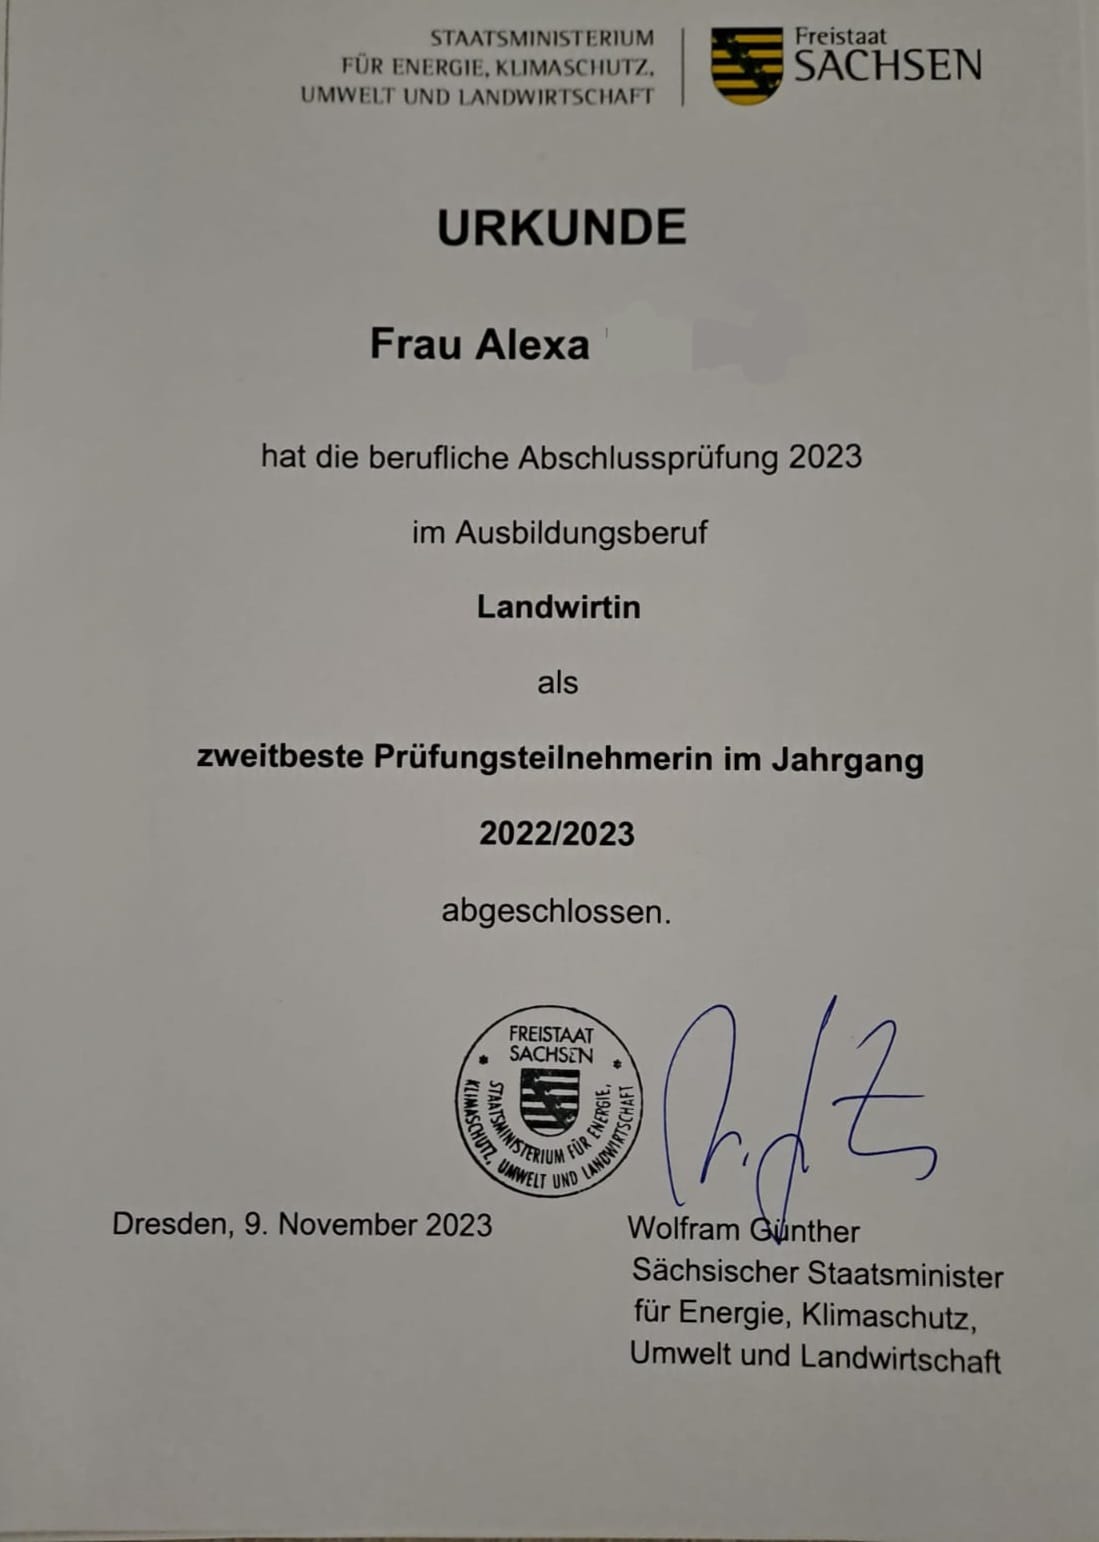 STAATSMINISTERIUM
FÜR ENERGIE, KLIMASCHUTZ,
UMWELT UND LANDWIRTSCHAFT
Freistaat
SACHSEN
URKUNDE
Frau Alexa
hat die berufliche Abschlussprüfung 2023
im Ausbildungsberuf
Landwirtin
als
zweitbeste Prüfungsteilnehmerin im Jahrgang
2022/2023
abgeschlossen.
FREISTAAT
SACHSEN
STAATSMINISTERIUM FÜR ENERGIE,
KLIMASCHUTZ, UMWELT UND LANDWIRTSCHAFT
Dresden, 9. November 2023
Wolfram Günther
Sächsischer Staatsminister
für Energie, Klimaschutz,
Umwelt und Landwirtschaft